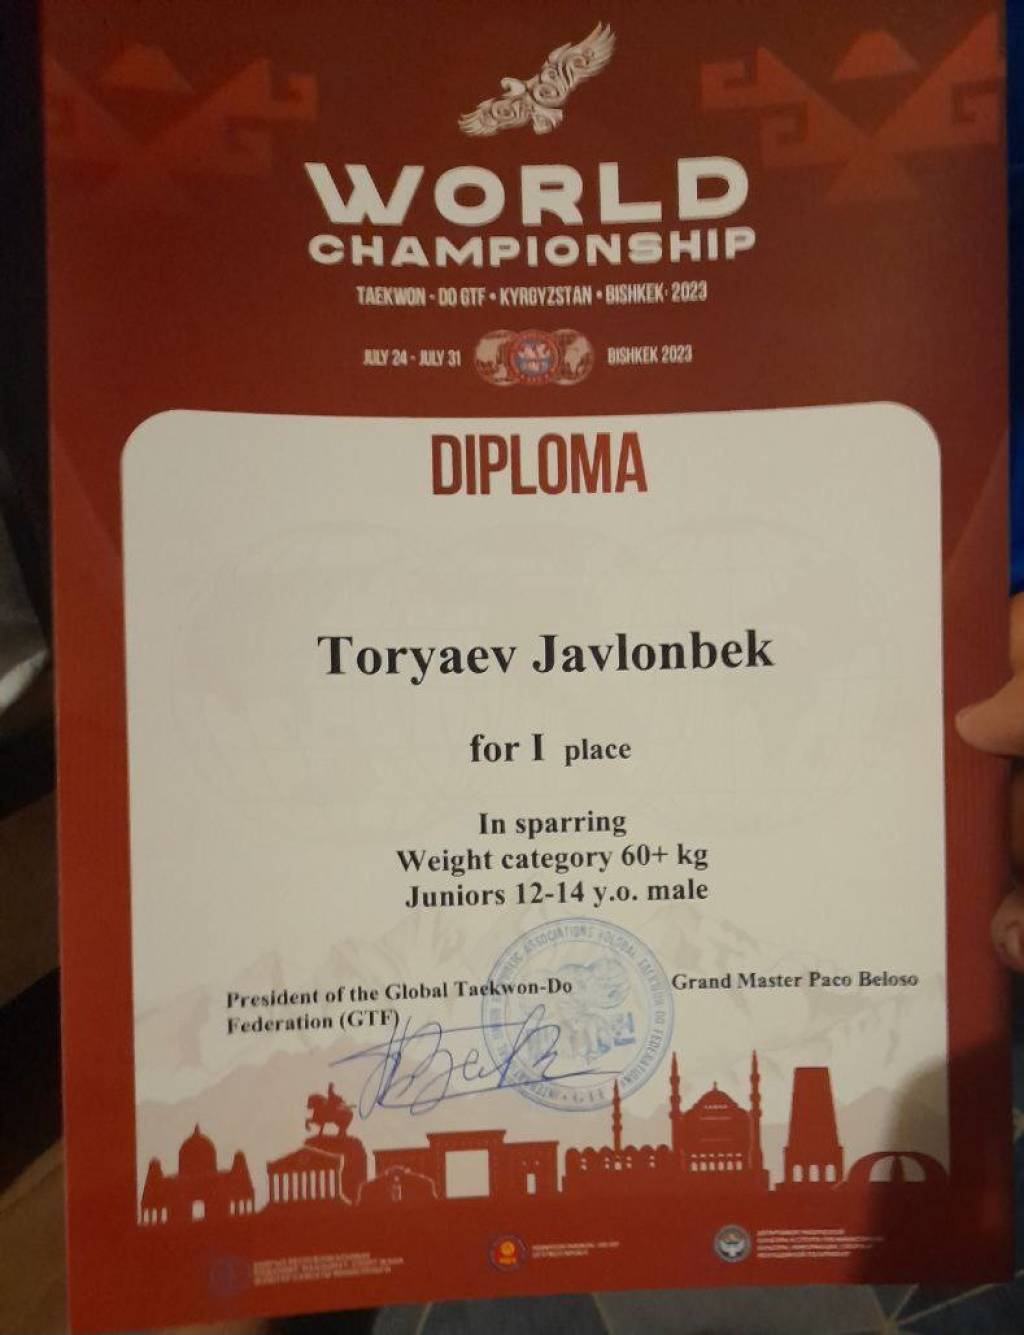 WORLD
CHAMPIONSHIP
TAEKWON - DO GTF • KYRGYZSTAN • BISHKEK • 2023
JULY 24 - JULY 31
BISHKEK 2023
DIPLOMA
Toryaev Javlonbek
for I place
In sparring
Weight category 60+ kg
Juniors 12-14 y.o. male
President of the Global Taekwon-Do
Federation (GTF)
Grand Master Paco Beloso